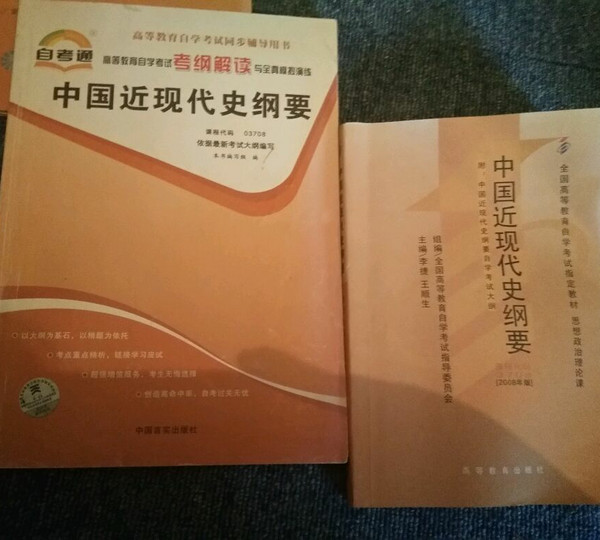 高等教育自学考试同步辅导用书
自考通
高等教育自学考试 考纲解读 与全真模拟演练
中国近现代史纲要
课程代码 03708
依据最新考试大纲编写
本书编写组 编
以大纲为基石，以精题为依托
考点重点精析，链接学习应试
中国言实出版社
全国高等教育自学考试指定教材 思想政治理论课
中国近现代史纲要
附：中国近现代史纲要自学考试大纲
组编/全国高等教育自学考试指导委员会
主编/李捷 王顺生
[2008年版]
高等教育出版社